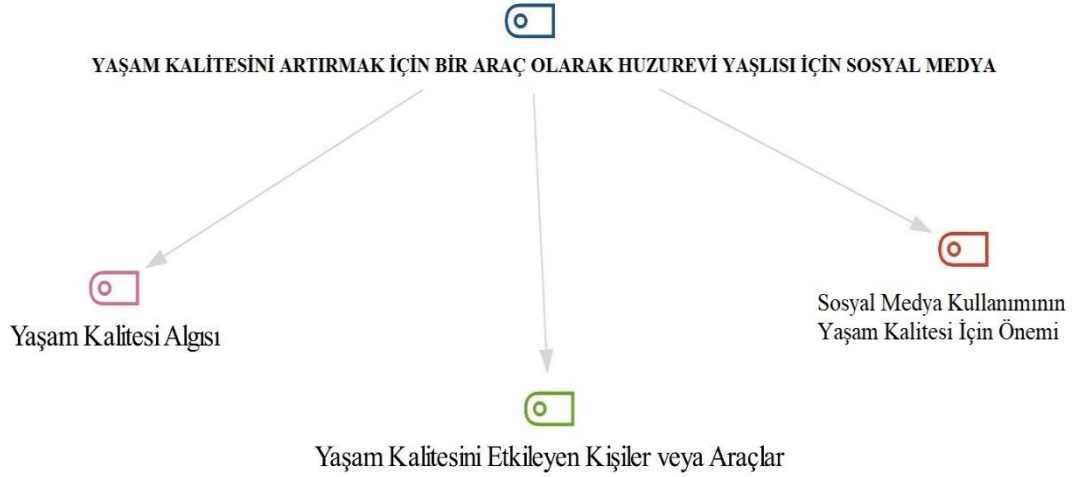 YAŞAM KALİTESİNİ ARTIRMAK İÇİN BİR ARAÇ OLARAK HUZUREVİ YAŞLISI İÇİN SOSYAL MEDYA
Yaşam Kalitesi Algısı
Sosyal Medya Kullanımının
Yaşam Kalitesi İçin Önemi
Yaşam Kalitesini Etkileyen Kişiler veya Araçlar